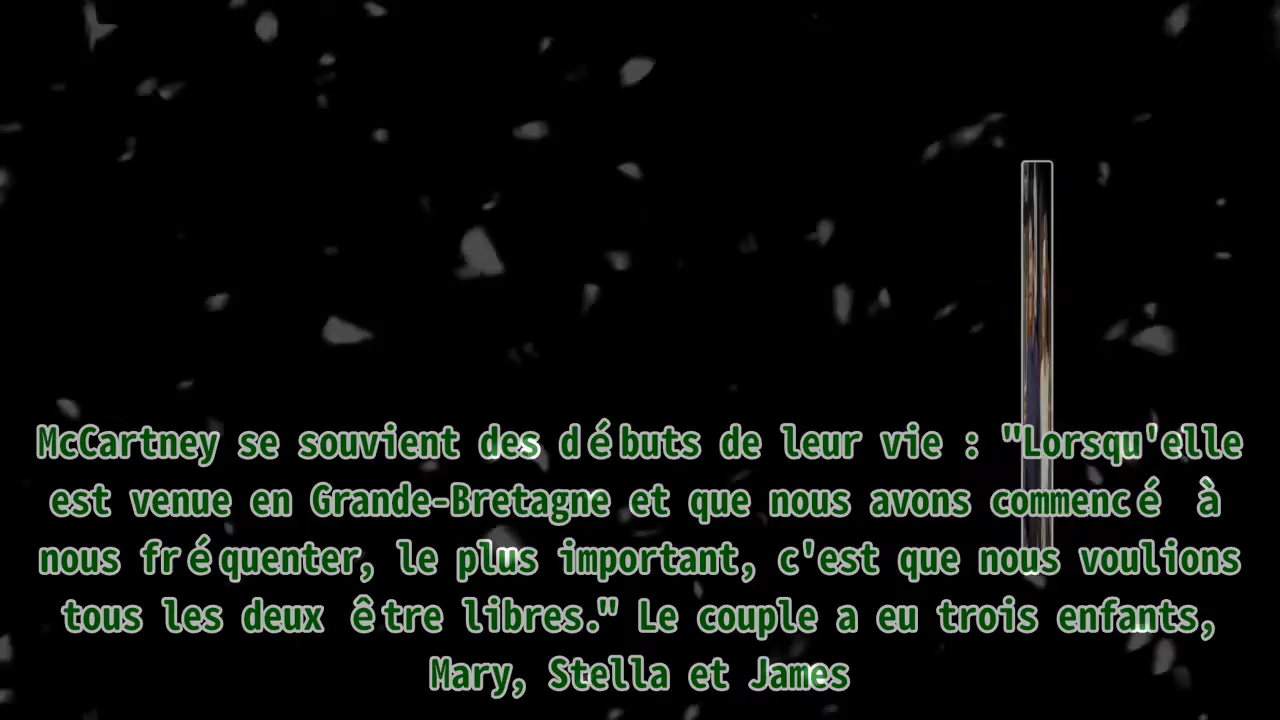 McCartney se souvient des débuts de leur vie : "Lorsqu'elle
est venue en Grande-Bretagne et que nous avons commencé à
nous fréquenter, le plus important, c'est que nous voulions
tous les deux être libres." Le couple a eu trois enfants,
Mary, Stella et James